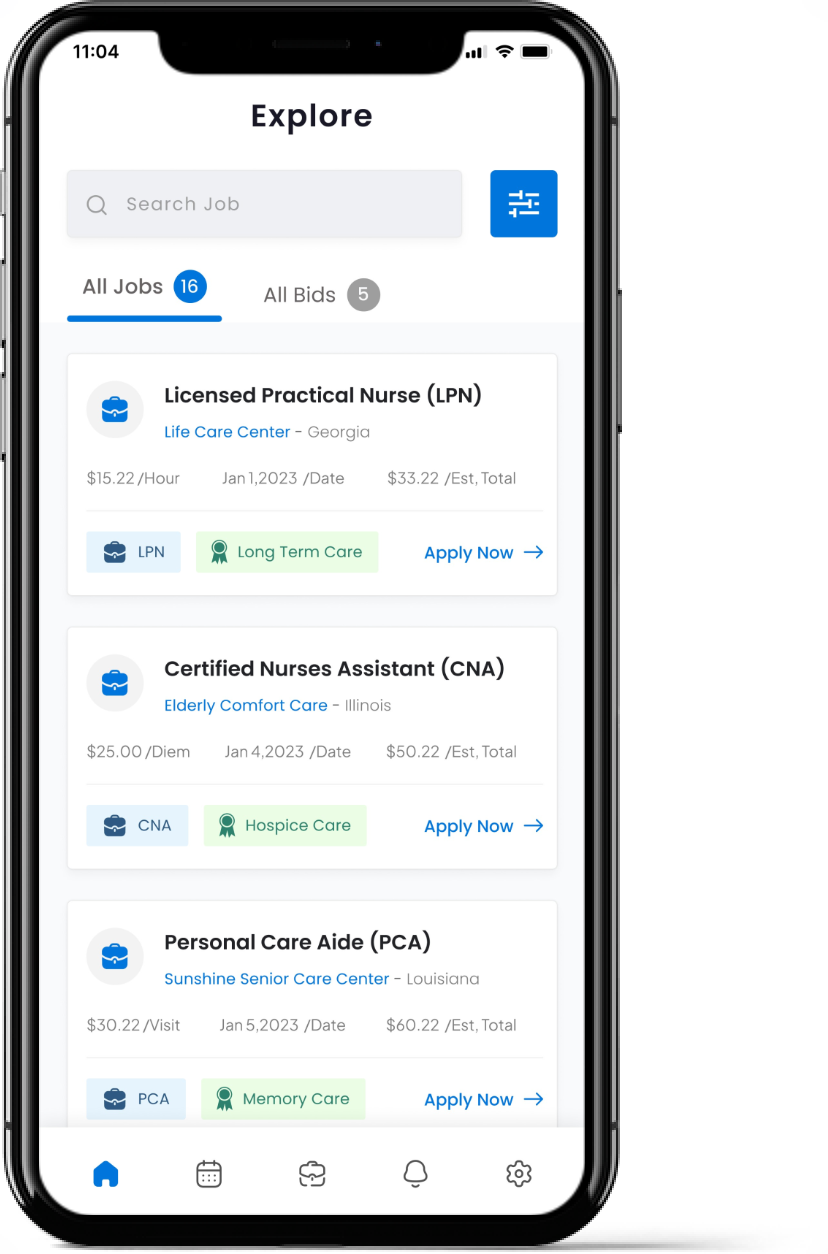 11:04
Explore
Search Job
All Jobs 16
All Bids 5
Licensed Practical Nurse (LPN)
Life Care Center - Georgia
$15.22 /Hour Jan 1,2023 /Date $33.22 /Est, Total
LPN Long Term Care Apply Now
Certified Nurses Assistant (CNA)
Elderly Comfort Care - Illinois
$25.00 /Diem Jan 4,2023 /Date $50.22 /Est, Total
CNA Hospice Care Apply Now
Personal Care Aide (PCA)
Sunshine Senior Care Center - Louisiana
$30.22 /Visit Jan 5,2023 /Date $60.22 /Est, Total
PCA Memory Care Apply Now